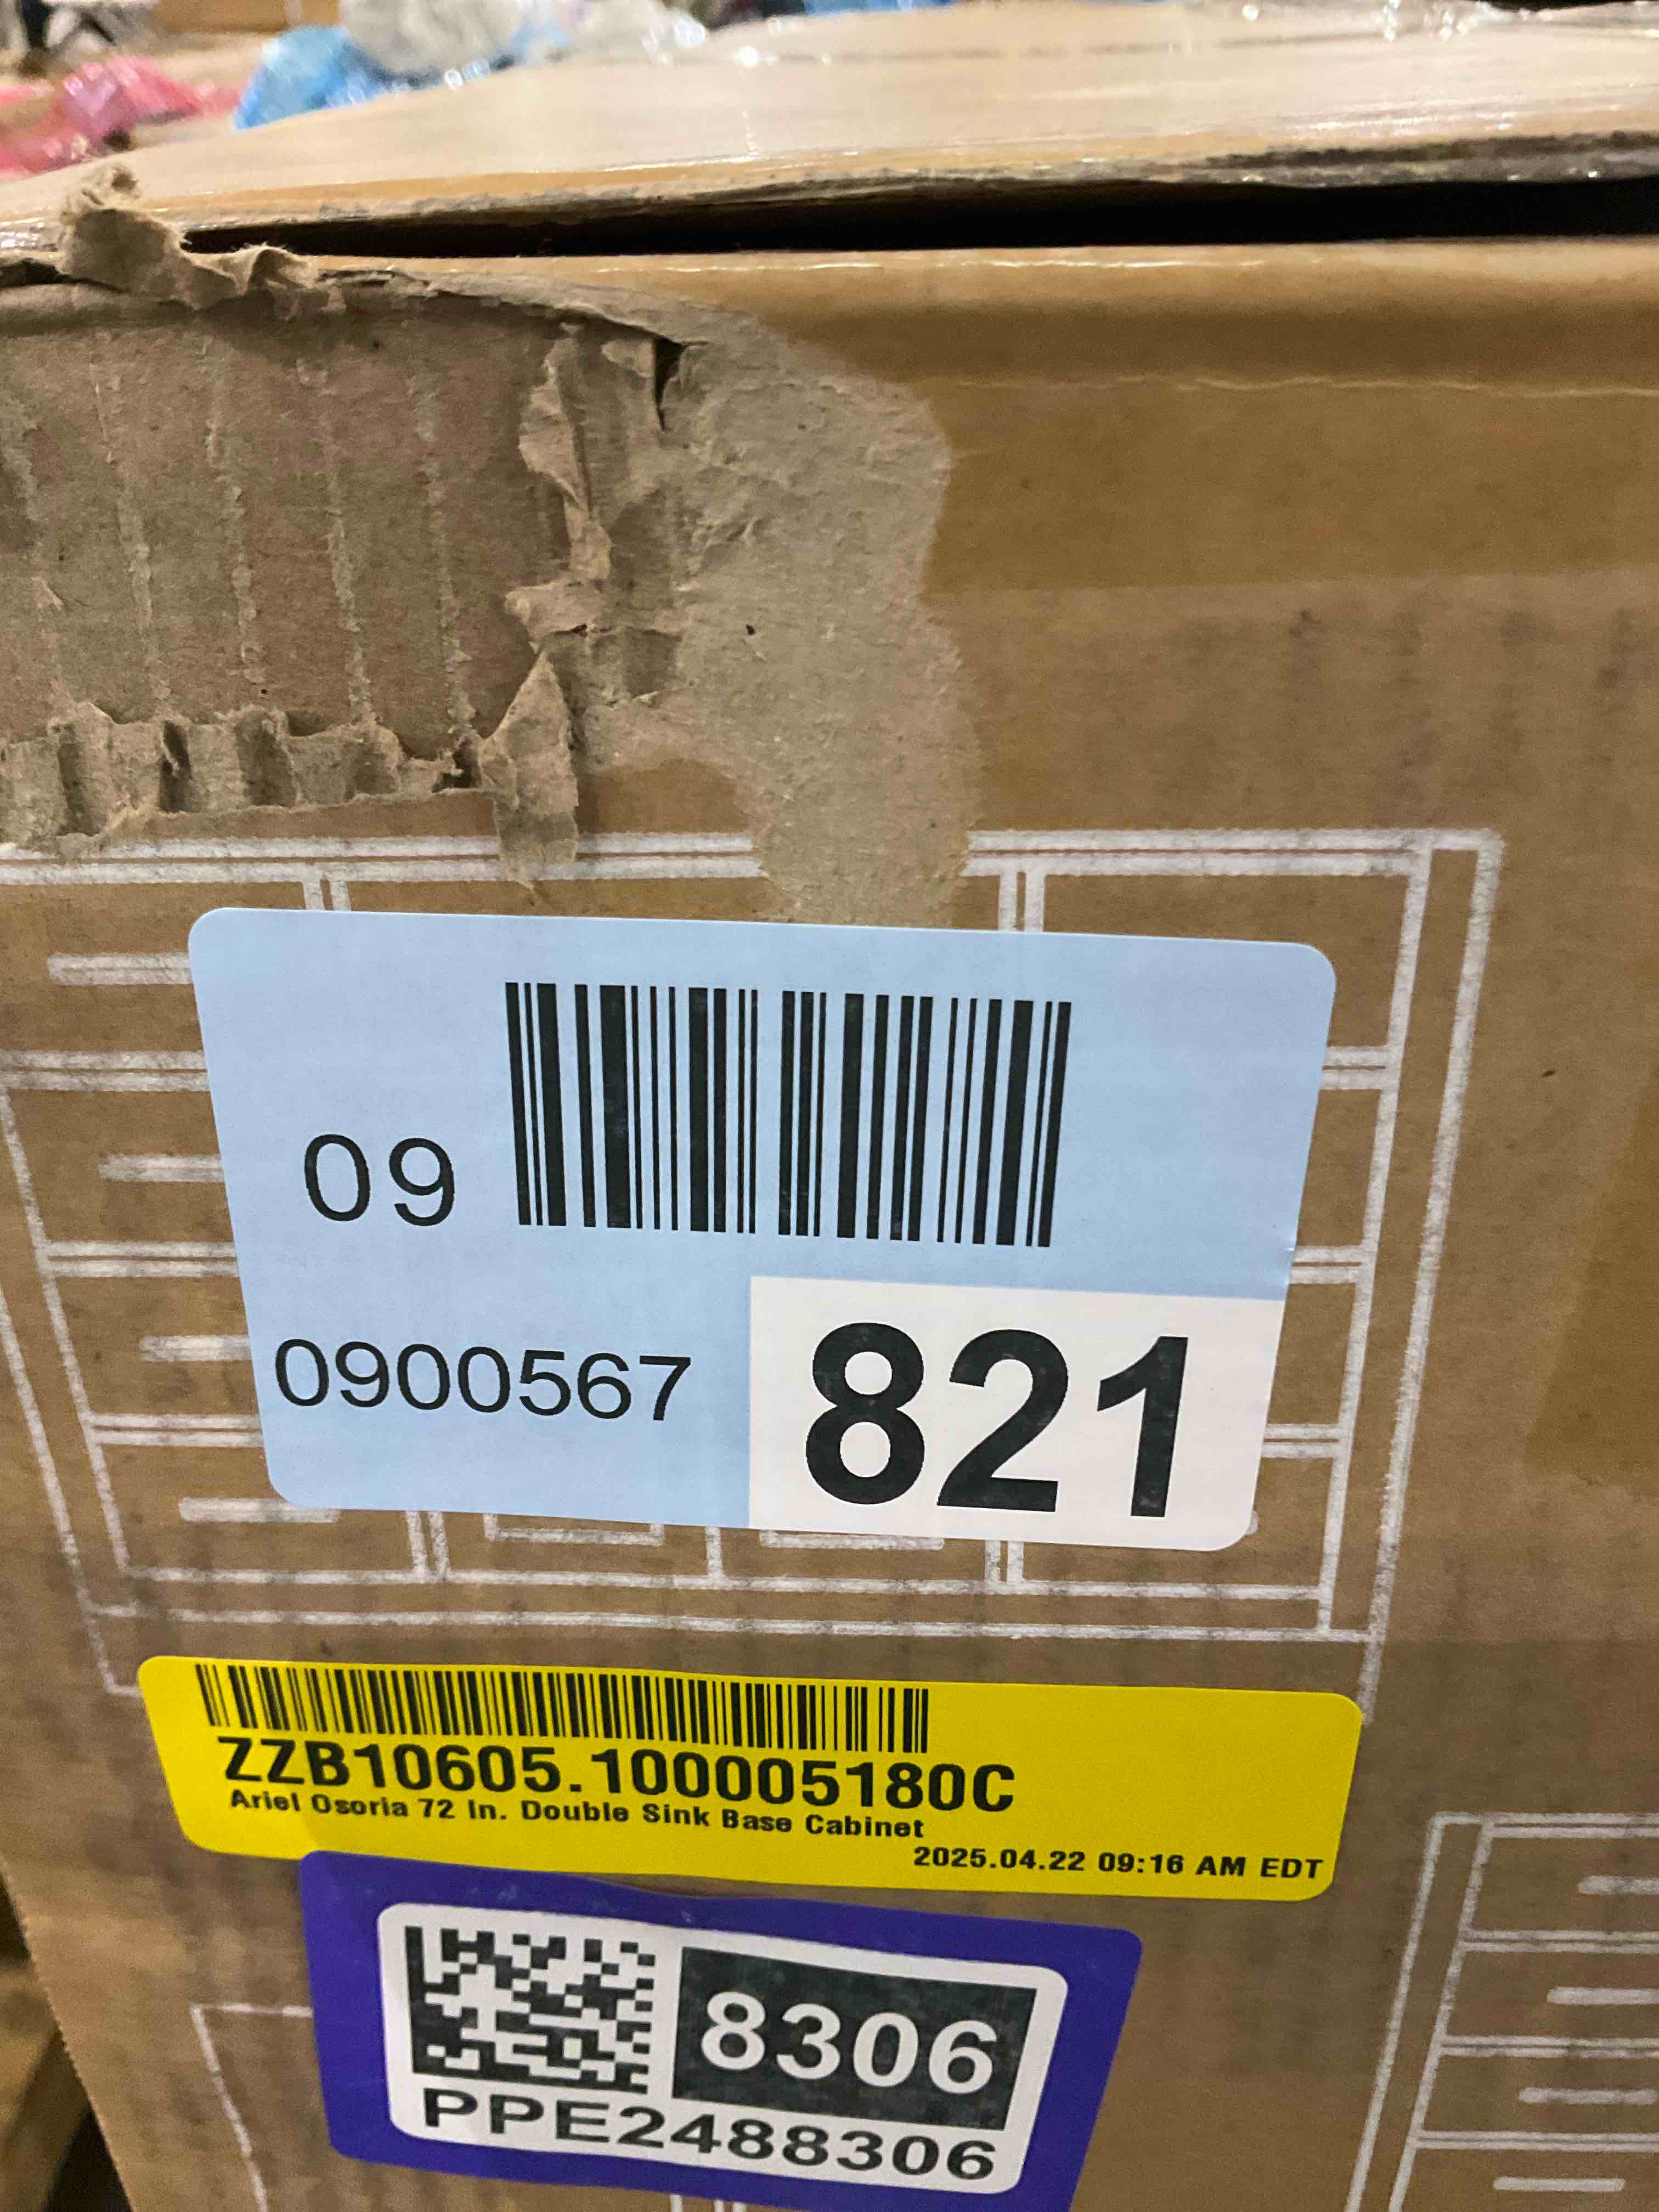 09
0900567 821
ZZB10605.100005180C
Ariel Osoria 72 In. Double Sink Base Cabinet
2025.04.22 09:16 AM EDT
8306
PPE2488306